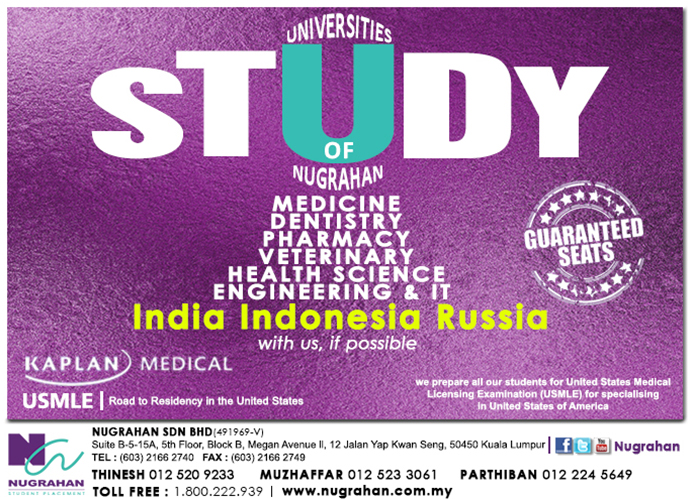 UNIVERSITIES
STUDY
OF
NUGRAHAN
MEDICINE
DENTISTRY
PHARMACY
VETERINARY
HEALTH SCIENCE
ENGINEERING & IT
GUARANTEED
SEATS
India Indonesia Russia
with us, if possible
KAPLAN MEDICAL
USMLE | Road to Residency in the United States
we prepare all our students for United States Medical
Licensing Examination (USMLE) for specialising
in United States of America
NUGRAHAN
STUDENT PLACEMENT
NUGRAHAN SDN BHD(491969-V)
Suite B-5-15A, 5th Floor, Block B, Megan Avenue II, 12 Jalan Yap Kwan Seng, 50450 Kuala Lumpur
TEL : (603) 2166 2740 FAX : (603) 2166 2749
f You Tube Nugrahan
THINESH 012 520 9233 MUZHAFFAR 012 523 3061 PARTHIBAN 012 224 5649
TOLL FREE : 1.800.222.939 | www.nugrahan.com.my